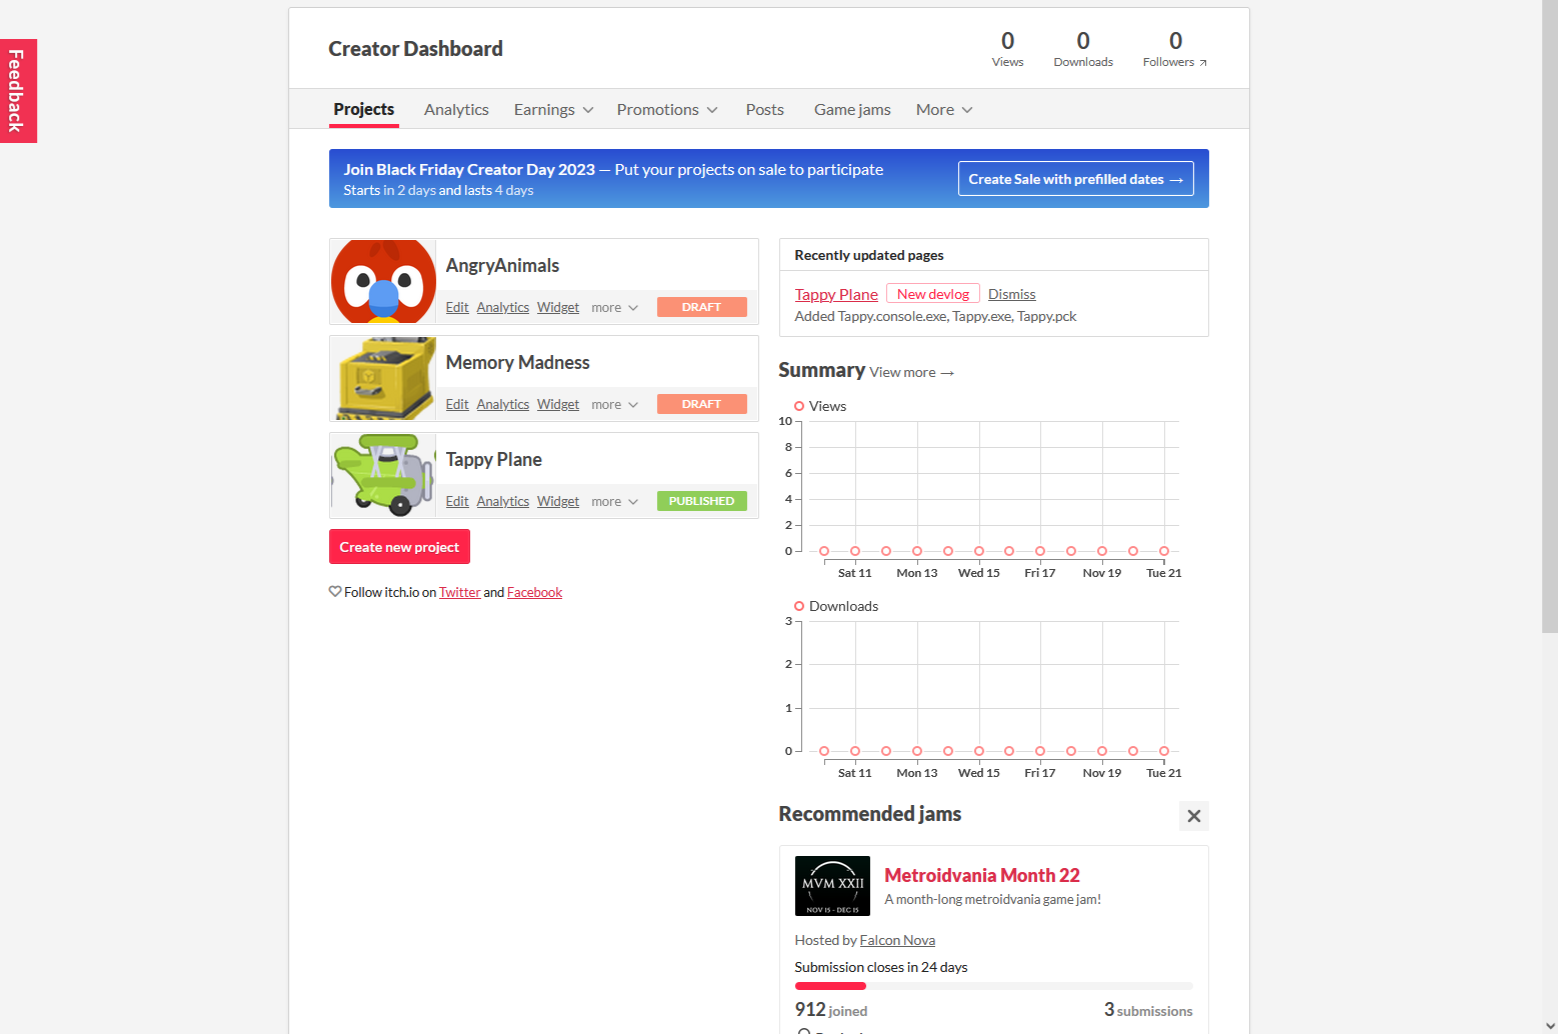 Feedback
Creator Dashboard
0
Views
0
Downloads
0
Followers
Projects
Analytics
Earnings
Promotions
Posts
Game jams
More
Join Black Friday Creator Day 2023 — Put your projects on sale to participate
Starts in 2 days and lasts 4 days
Create Sale with prefilled dates →
AngryAnimals
Edit Analytics Widget more DRAFT
Memory Madness
Edit Analytics Widget more DRAFT
Tappy Plane
Edit Analytics Widget more PUBLISHED
Create new project
Follow itch.io on Twitter and Facebook
Recently updated pages
Tappy Plane New devlog Dismiss
Added Tappy.console.exe, Tappy.exe, Tappy.pck
Summary View more →
Views
10
8
6
4
2
0
Sat 11 Mon 13 Wed 15 Fri 17 Nov 19 Tue 21
Downloads
3
2
1
0
Sat 11 Mon 13 Wed 15 Fri 17 Nov 19 Tue 21
Recommended jams
MVM XXII
NOV 15 - DEC 15
Metroidvania Month 22
A month-long metroidvania game jam!
Hosted by Falcon Nova
Submission closes in 24 days
912 joined
3 submissions